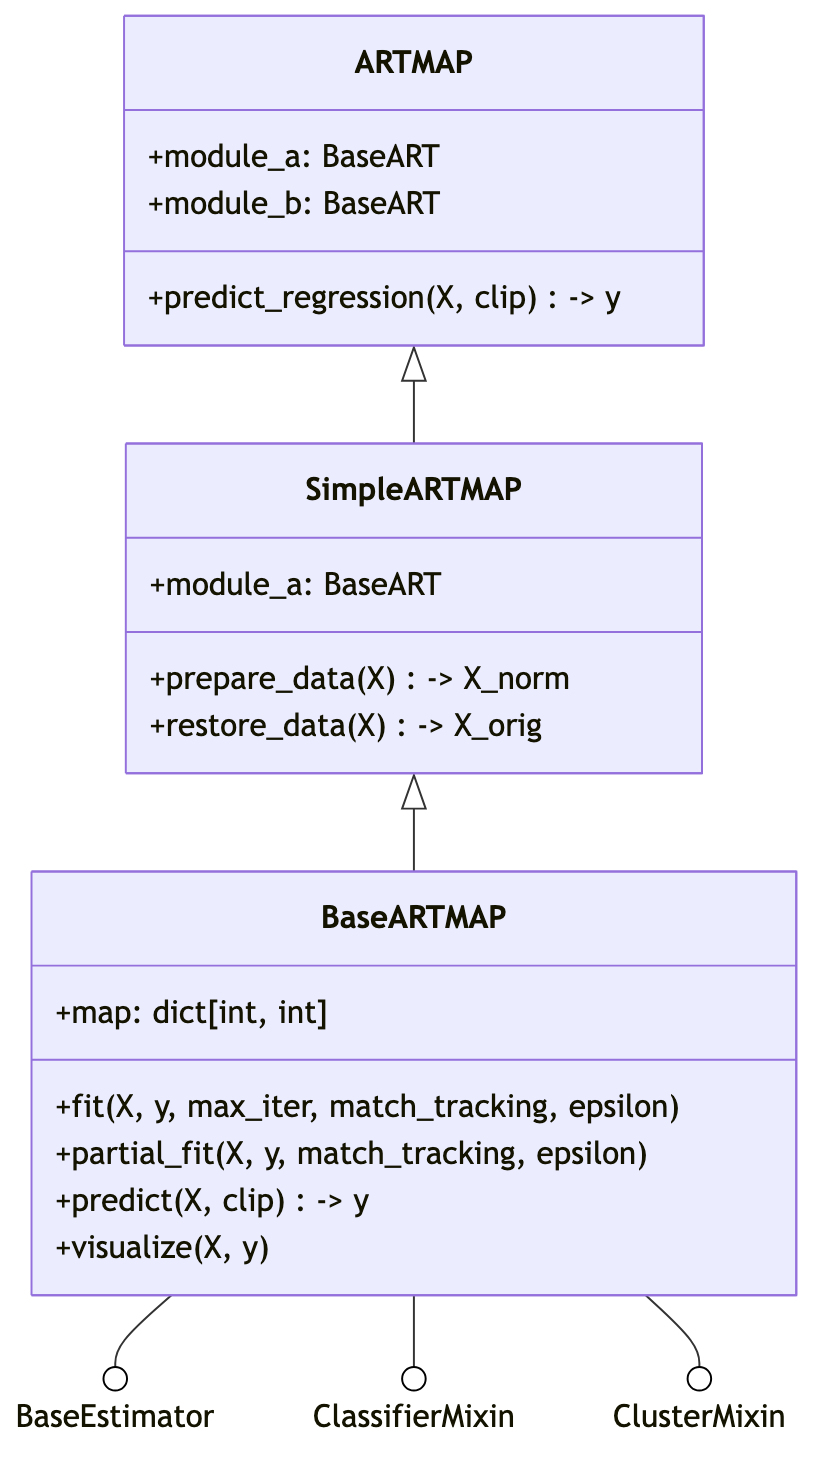 ARTMAP
+module_a: BaseART
+module_b: BaseART
+predict_regression(X, clip) : -> y
SimpleARTMAP
+module_a: BaseART
+prepare_data(X) : -> X_norm
+restore_data(X) : -> X_orig
BaseARTMAP
+map: dict[int, int]
+fit(X, y, max_iter, match_tracking, epsilon)
+partial_fit(X, y, match_tracking, epsilon)
+predict(X, clip) : -> y
+visualize(X, y)
BaseEstimator ClassifierMixin ClusterMixin